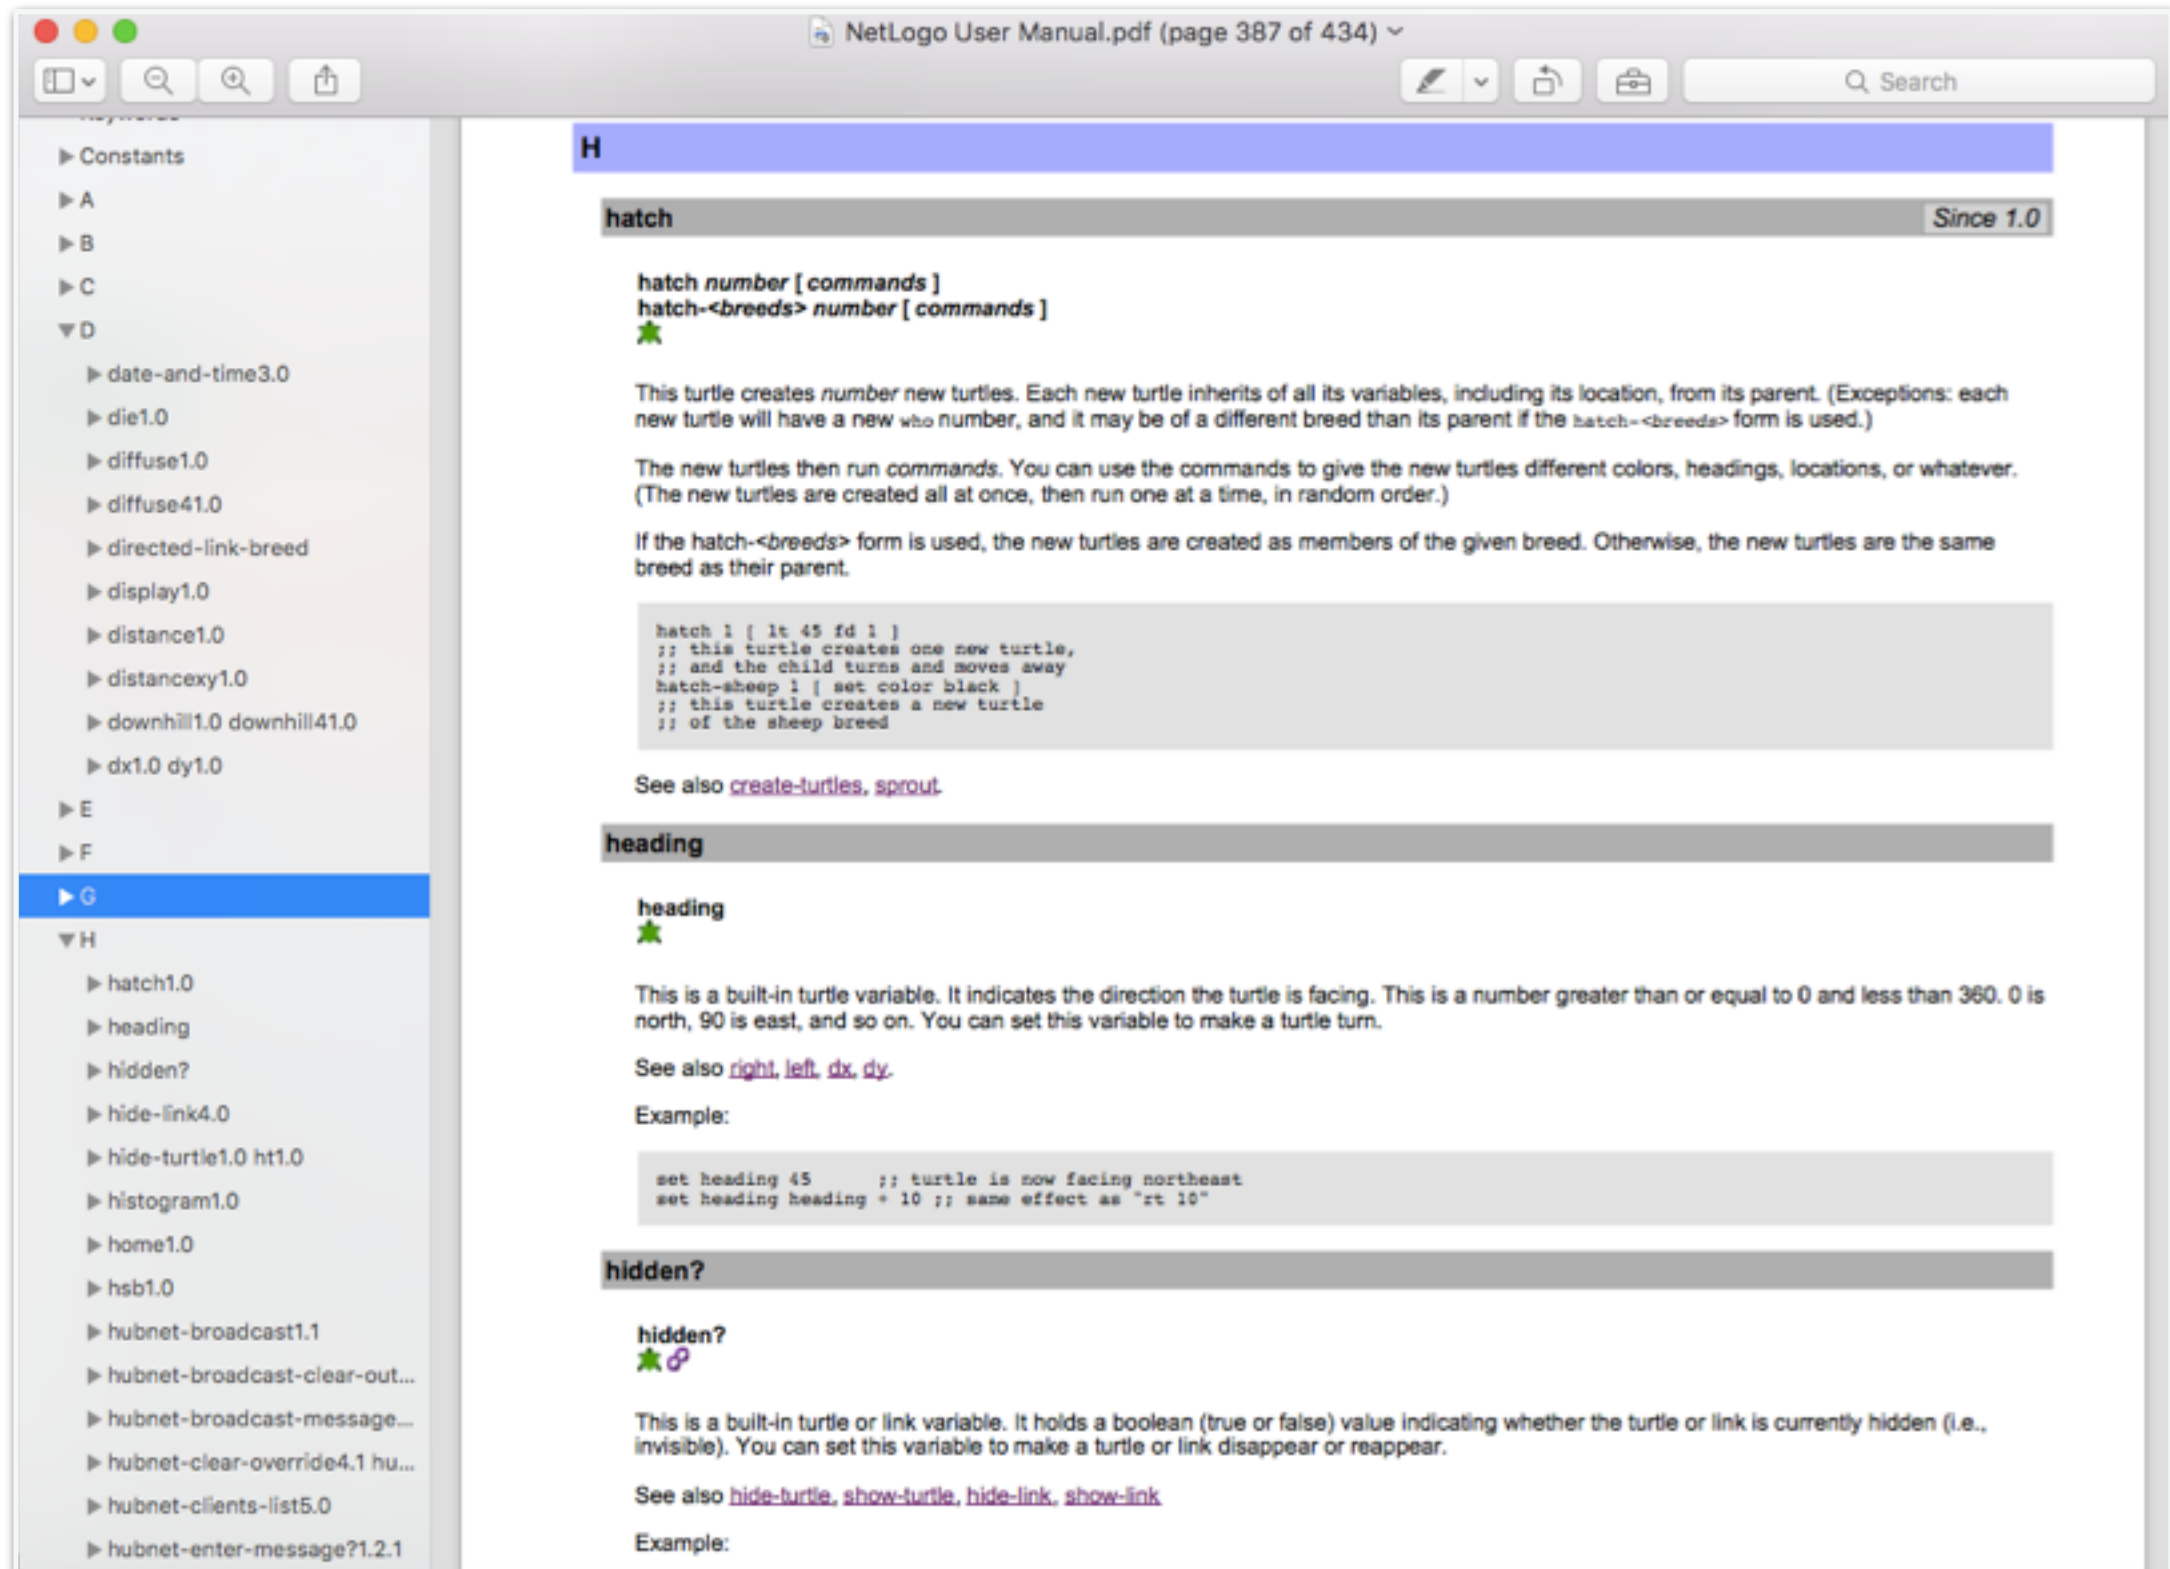 NetLogo User Manual.pdf (page 387 of 434)
Search
Constants
A
B
C
D
date-and-time3.0
die1.0
diffuse1.0
diffuse41.0
directed-link-breed
display1.0
distance1.0
distancexy1.0
downhill1.0 downhill41.0
dx1.0 dy1.0
E
F
G
H
hatch1.0
heading
hidden?
hide-link4.0
hide-turtle1.0 ht1.0
histogram1.0
home1.0
hsb1.0
hubnet-broadcast1.1
hubnet-broadcast-clear-out...
hubnet-broadcast-message...
hubnet-clear-override4.1 hu...
hubnet-clients-list5.0
hubnet-enter-message?1.2.1
H
hatch Since 1.0
hatch number [ commands ]
hatch-<breeds> number [ commands ]
This turtle creates number new turtles. Each new turtle inherits of all its variables, including its location, from its parent. (Exceptions: each
new turtle will have a new who number, and it may be of a different breed than its parent if the hatch-<breeds> form is used.)
The new turtles then run commands. You can use the commands to give the new turtles different colors, headings, locations, or whatever.
(The new turtles are created all at once, then run one at a time, in random order.)
If the hatch-<breeds> form is used, the new turtles are created as members of the given breed. Otherwise, the new turtles are the same
breed as their parent.
hatch 1 [ lt 45 fd 1 ]
;; this turtle creates one new turtle,
;; and the child turns and moves away
hatch-sheep 1 [ set color black ]
;; this turtle creates a new turtle
;; of the sheep breed
See also create-turtles, sprout.
heading
heading
This is a built-in turtle variable. It indicates the direction the turtle is facing. This is a number greater than or equal to 0 and less than 360. 0 is
north, 90 is east, and so on. You can set this variable to make a turtle turn.
See also right, left, dx, dy.
Example:
set heading 45 ;; turtle is now facing northeast
set heading heading + 10 ;; same effect as "rt 10"
hidden?
hidden?
This is a built-in turtle or link variable. It holds a boolean (true or false) value indicating whether the turtle or link is currently hidden (i.e.,
invisible). You can set this variable to make a turtle or link disappear or reappear.
See also hide-turtle, show-turtle, hide-link, show-link
Example: